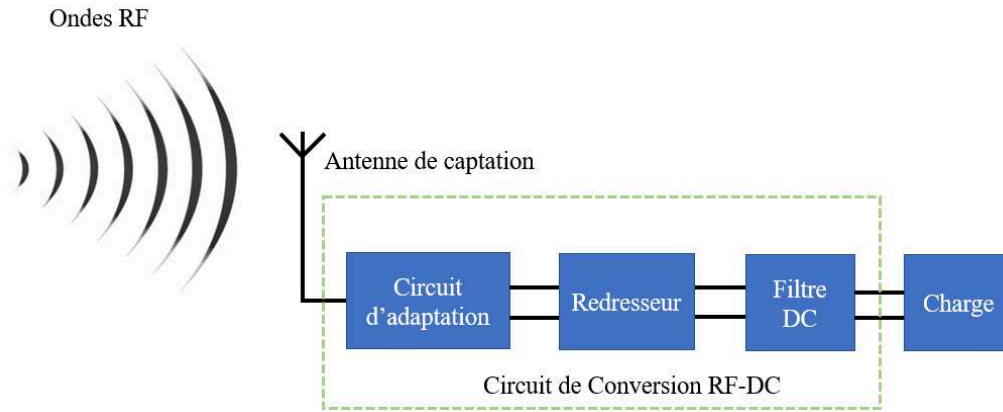 Ondes RF
Antenne de captation
Circuit
d’adaptation
Redresseur
Filtre
DC
Charge
Circuit de Conversion RF-DC